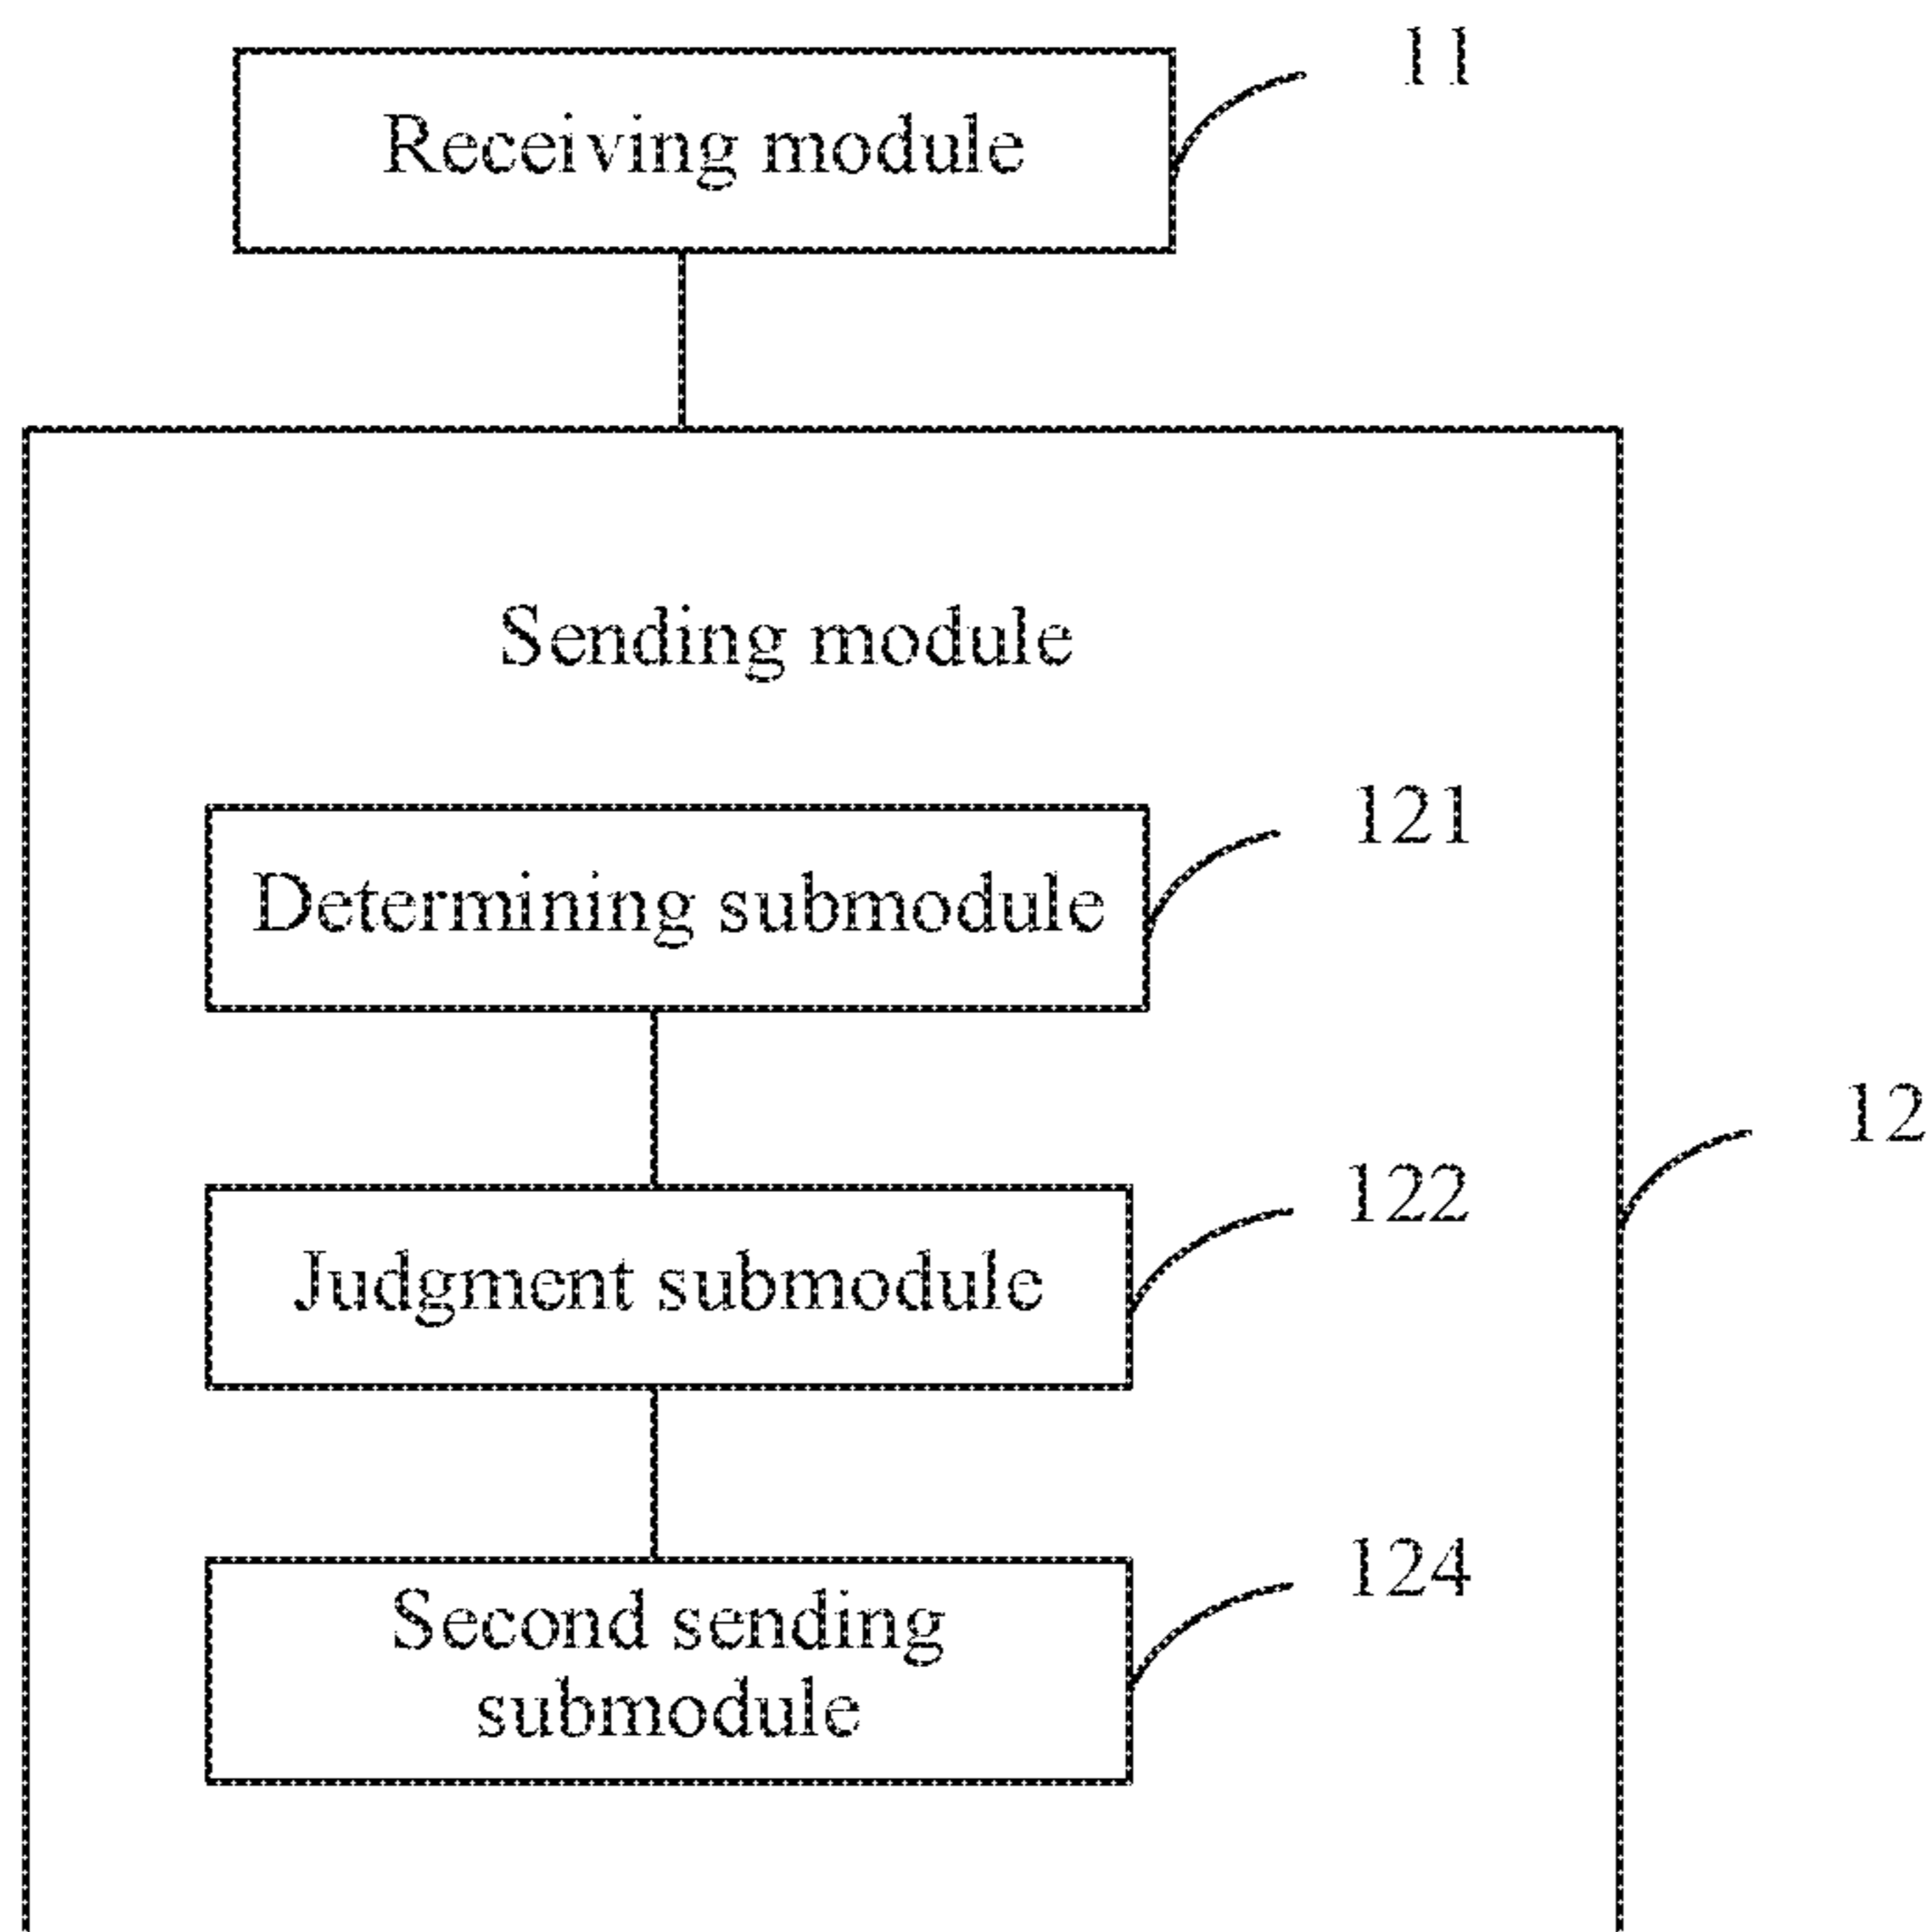 11
Receiving module
Sending module
121
Determining submodule
12
122
Judgment submodule
124
Second sending
submodule